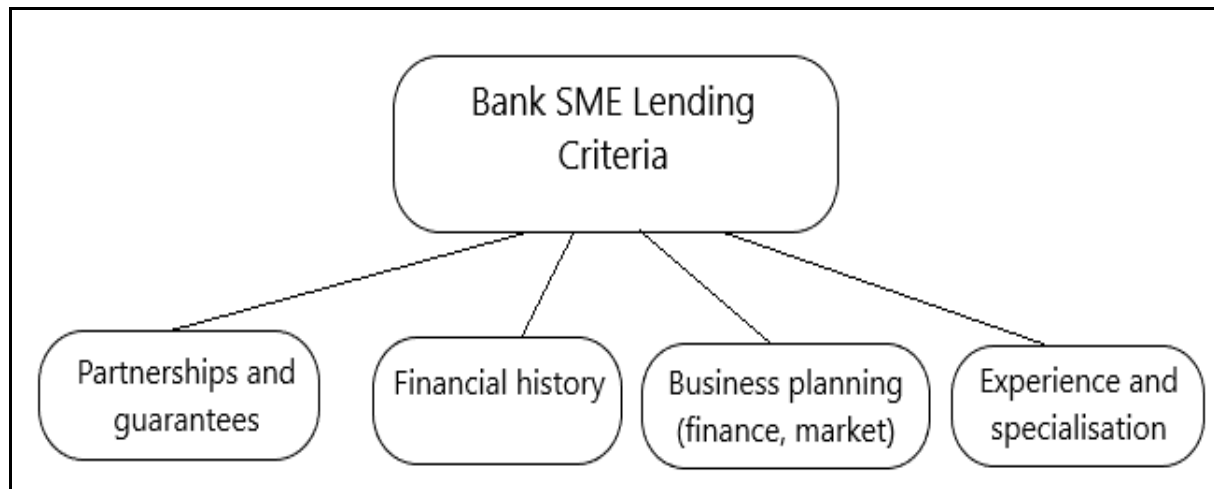 Bank SME Lending
Criteria
Partnerships and
guarantees
Financial history
Business planning
(finance, market)
Experience and
specialisation